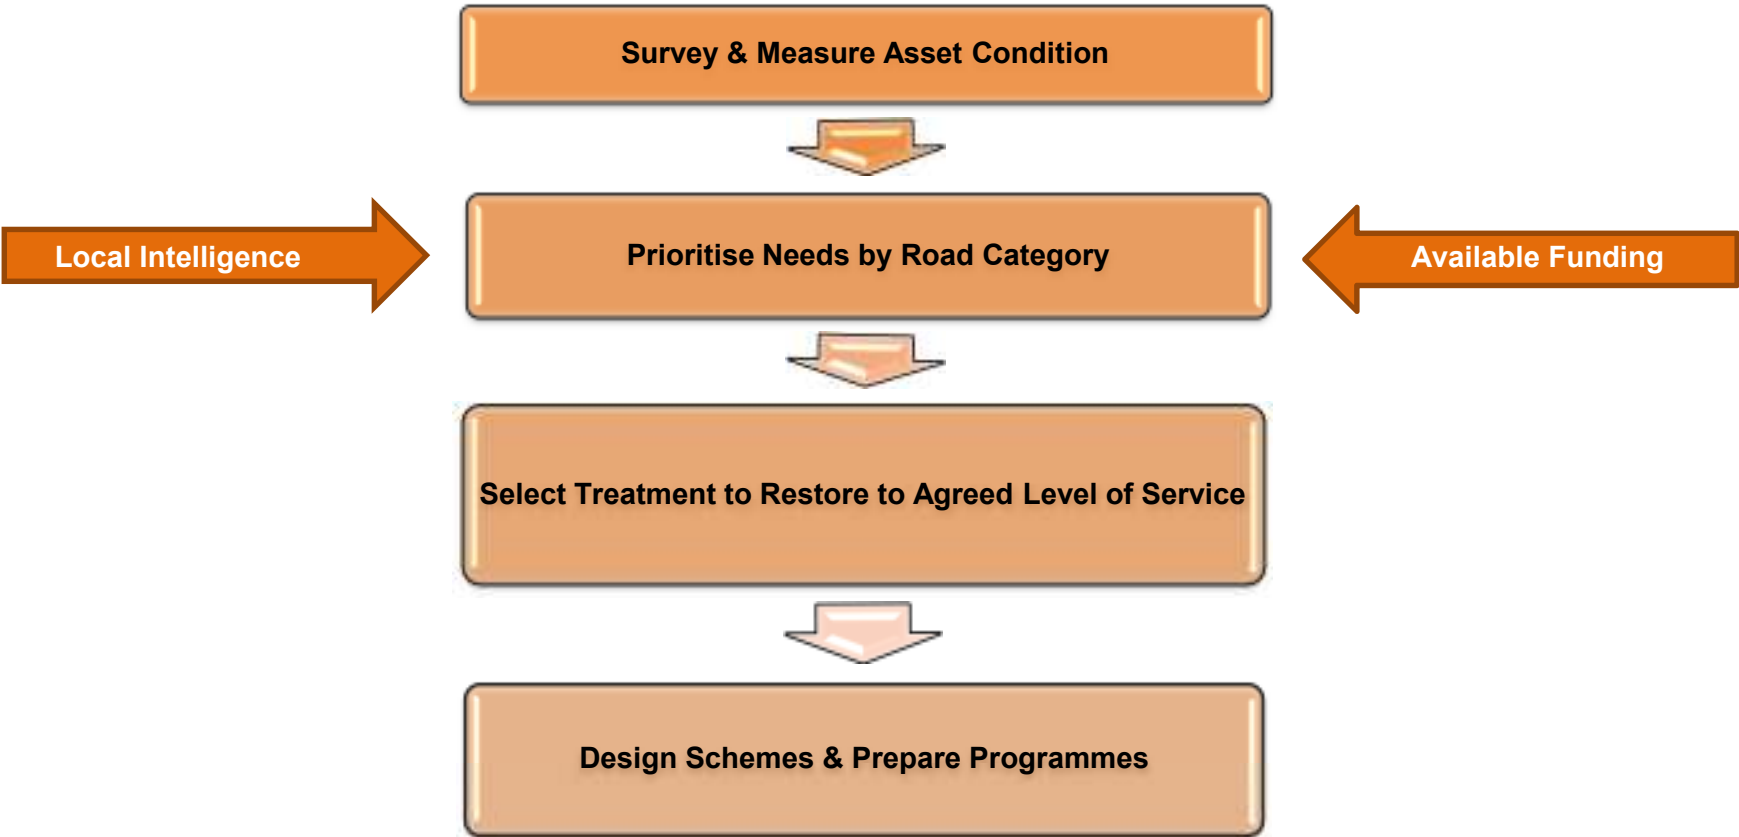 Survey & Measure Asset Condition
Local Intelligence
Prioritise Needs by Road Category
Available Funding
Select Treatment to Restore to Agreed Level of Service
Design Schemes & Prepare Programmes